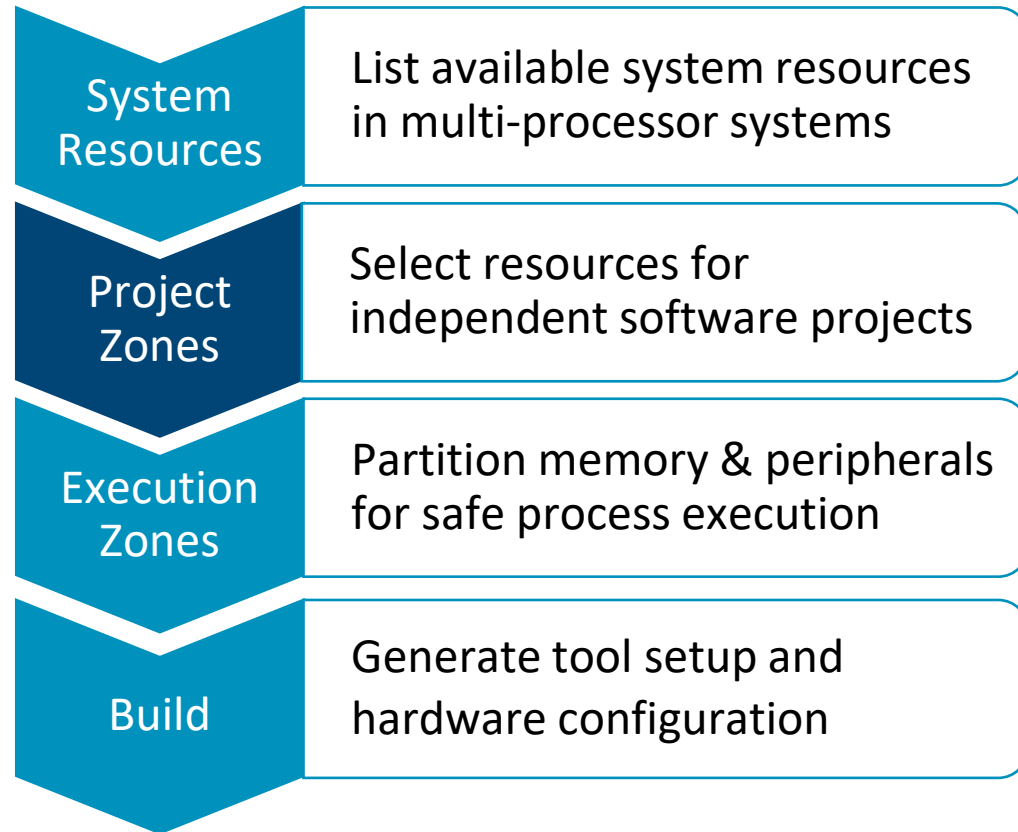 System
Resources
List available system resources
in multi-processor systems
Project
Zones
Select resources for
independent software projects
Execution
Zones
Partition memory & peripherals
for safe process execution
Build
Generate tool setup and
hardware configuration